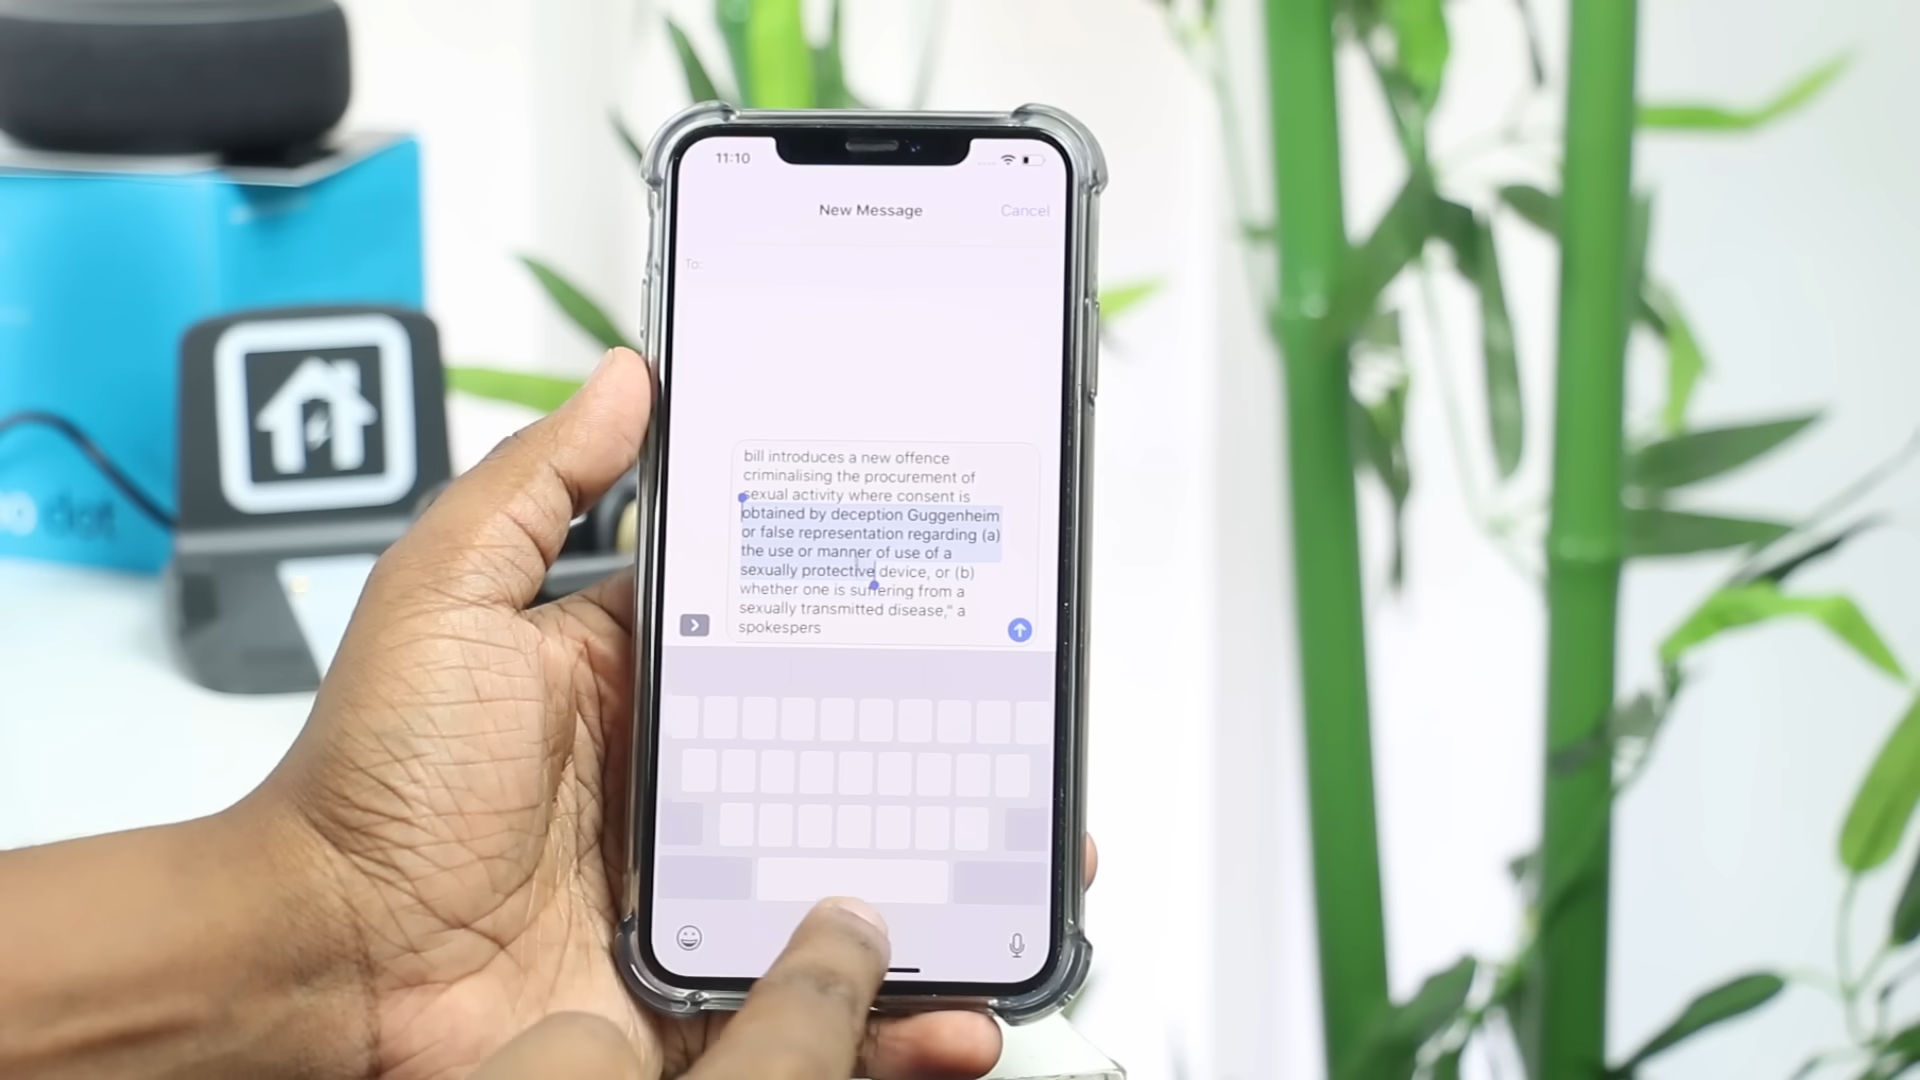 11:10
New Message
Cancel
To:
bill introduces a new offence
criminalising the procurement of
sexual activity where consent is
obtained by deception Guggenheim
or false representation regarding (a)
the use or manner of use of a
sexually protective device, or (b)
whether one is suffering from a
sexually transmitted disease," a
spokespers
dot